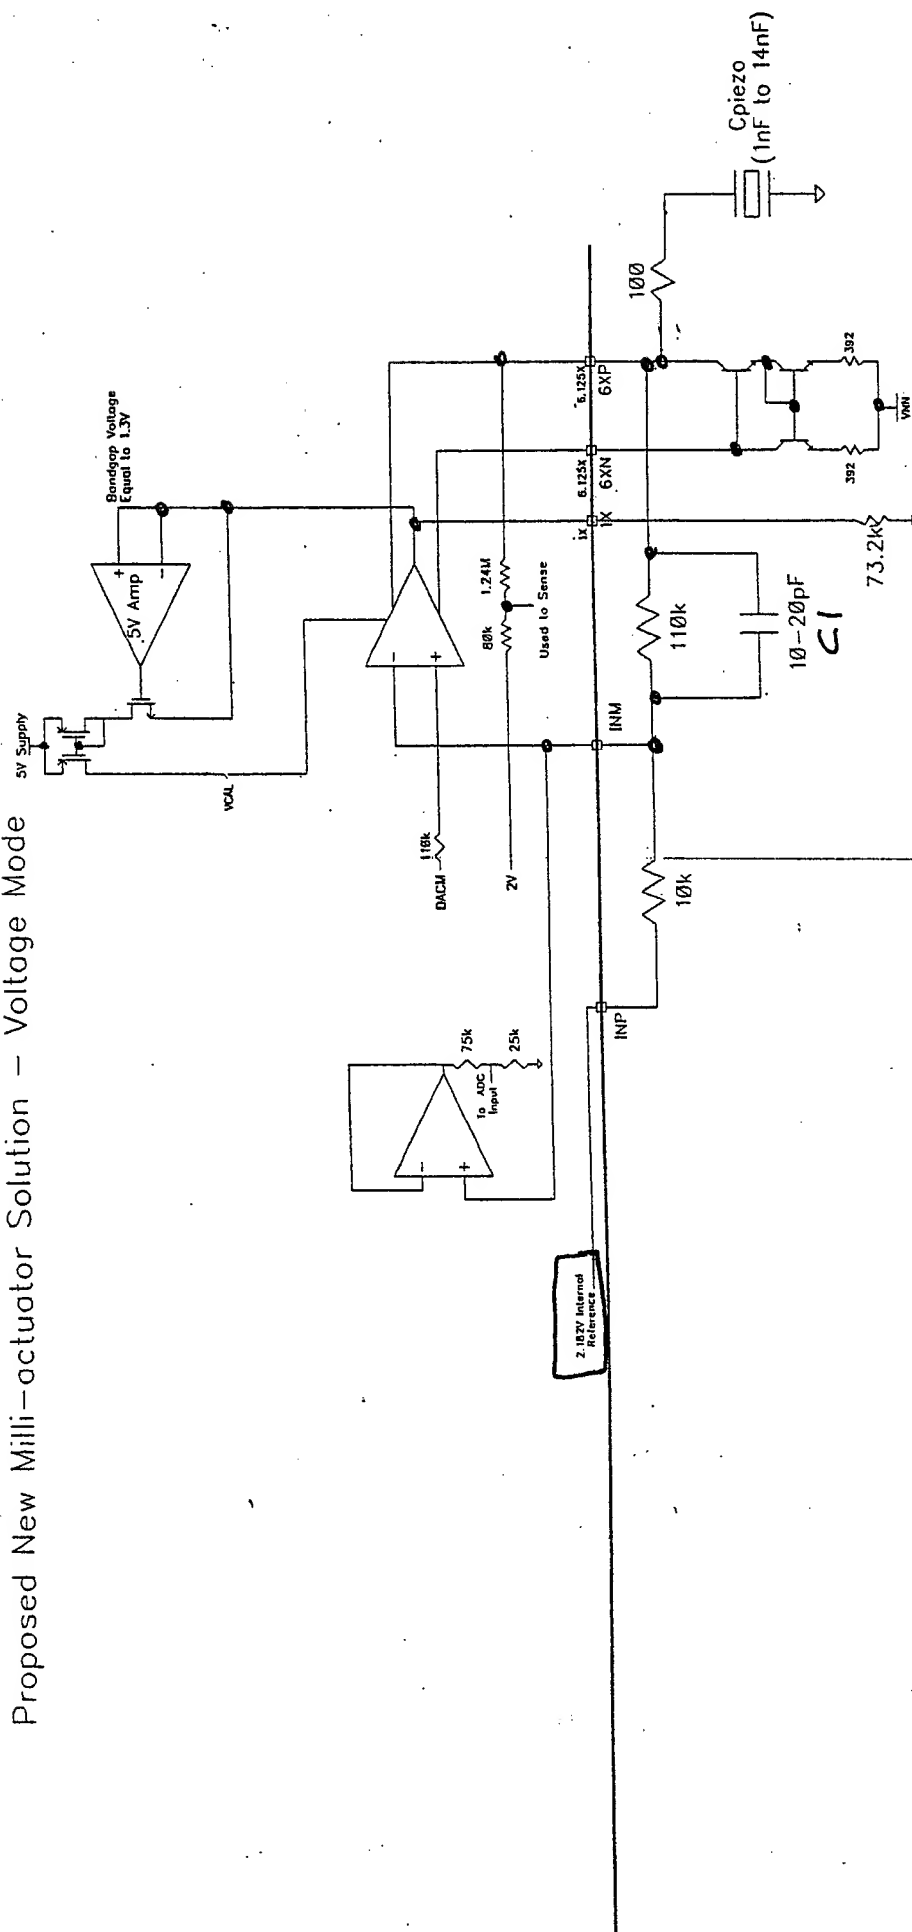 Proposed New Milli-actuator Solution - Voltage Mode
5V Supply
Bandgap Voltage
Equal to 1.3V
+
-
5V Amp
VCAL
-
+
DACM
110k
2V
80k
1.24M
Used to Sense
-
+
75k
25k
To ADC
Input
2.182V Internal
Reference
INP
INM
1X
1X
6.125X
6XN
6.125X
6XP
10k
110k
10-20pF
C1
73.2k
100
Cpiezo
(1nF to 14nF)
392
392
VNN